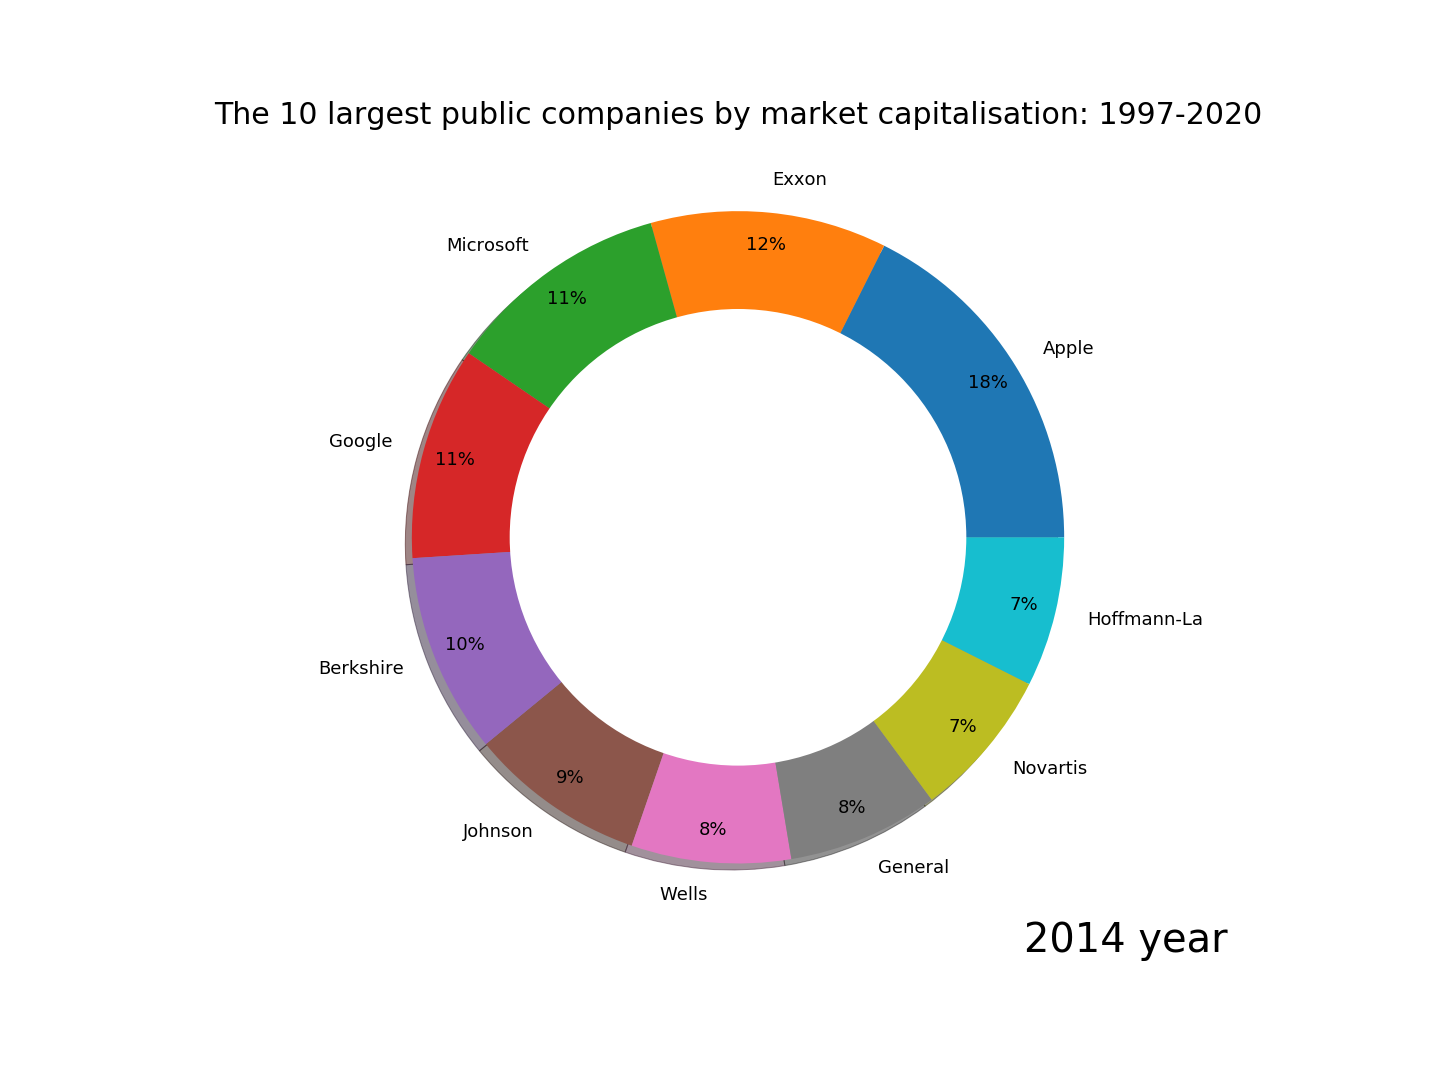 The 10 largest public companies by market capitalisation: 1997-2020
Exxon
12%
Microsoft
11%
Apple
18%
Google
11%
Berkshire
10%
Hoffmann-La
7%
Novartis
7%
Johnson
9%
Wells
8%
General
8%
2014 year